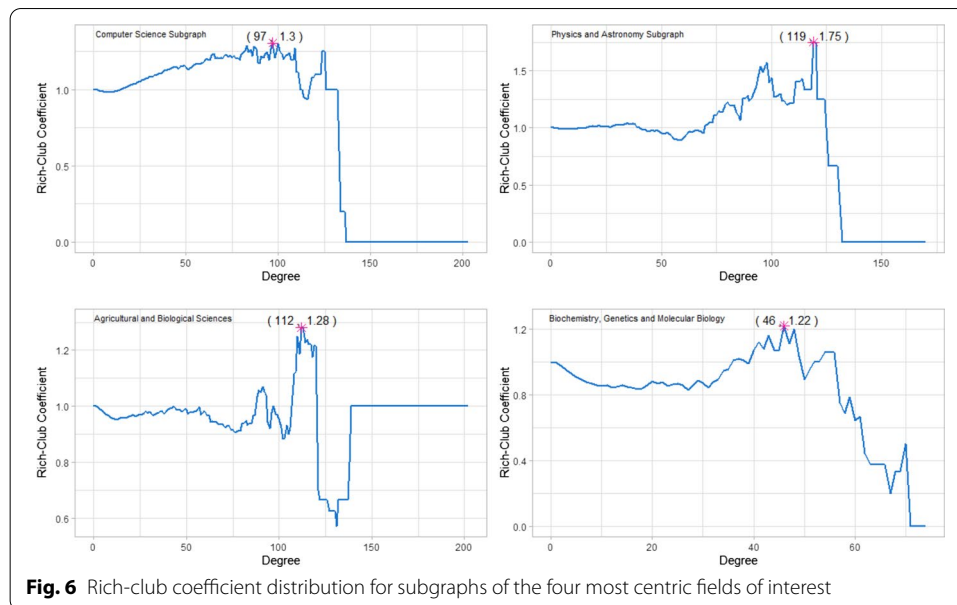 Computer Science Subgraph
( 97 , 1.3 )
Rich-Club Coefficient
1.0
0.5
0.0
0 50 100 150 200
Degree
Physics and Astronomy Subgraph
( 119 , 1.75 )
Rich-Club Coefficient
1.5
1.0
0.5
0.0
0 50 100 150
Degree
Agricultural and Biological Sciences
( 112 , 1.28 )
Rich-Club Coefficient
1.2
1.0
0.8
0.6
0 50 100 150 200
Degree
Biochemistry, Genetics and Molecular Biology
( 46 , 1.22 )
Rich-Club Coefficient
1.2
0.8
0.4
0.0
0 20 40 60
Degree
Fig. 6 Rich-club coefficient distribution for subgraphs of the four most centric fields of interest